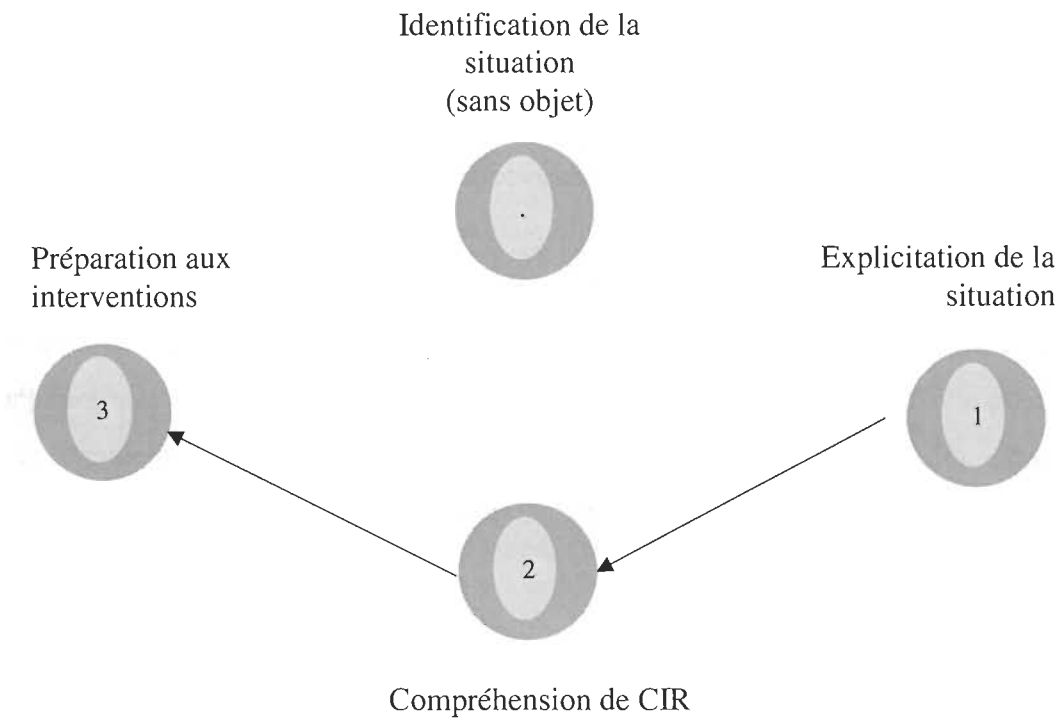 Identification de la
situation
(sans objet)
.
Préparation aux
interventions
Explicitation de la
situation
3
1
2
Compréhension de CIR